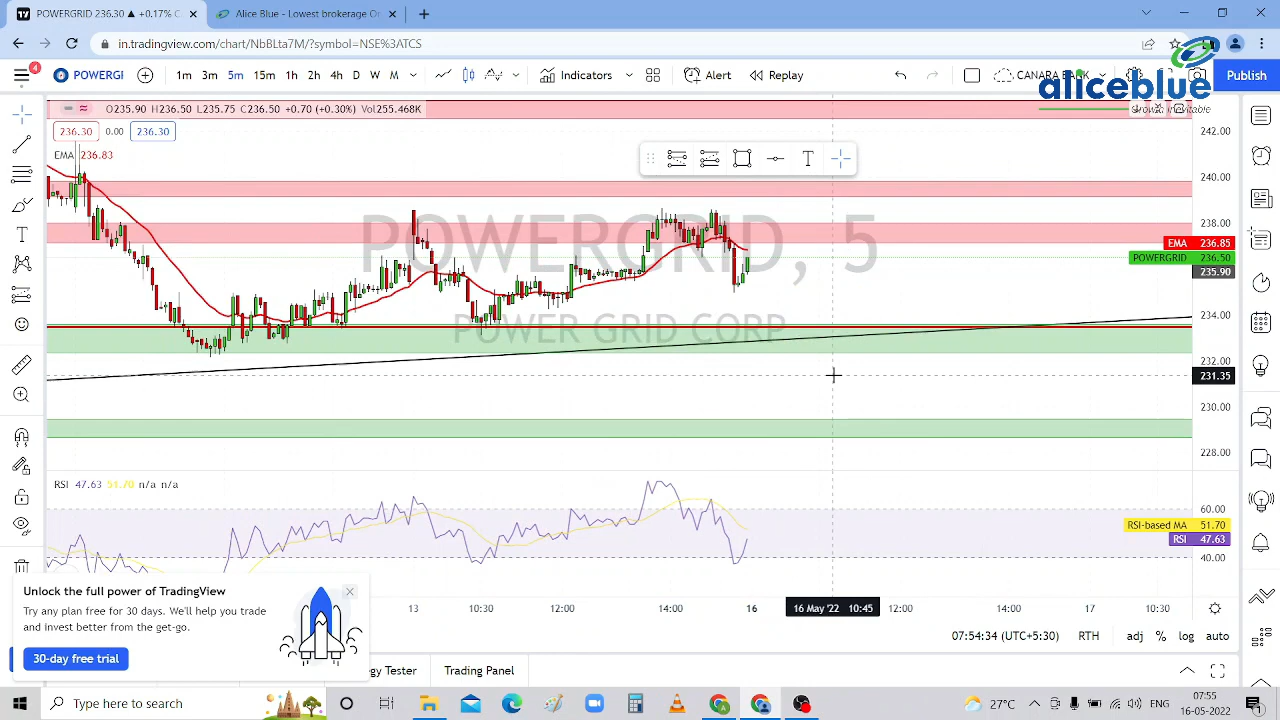 POWERGRID 236.30 ▲ +0.17% C
Alice Blue - Lowest brokerage On
in.tradingview.com/chart/NbBLta7M/?symbol=NSE%3ATCS
4
POWERGI
1m 3m 5m 15m 1h 2h 4h D W M
Indicators
Alert
Replay
CANARA
Publish
aliceblue
O235.90 H236.50 L235.75 C236.50 +0.70 (+0.30%) Vol255.468K
236.30 0.00 236.30
EMA 236.83
T
POWERGRID, 5
POWER GRID CORP
242.00
240.00
238.00
EMA 236.85
POWERGRID 236.50
235.90
234.00
232.00
231.35
230.00
228.00
RSI 47.63 51.70 n/a n/a
60.00
RSI-based MA 51.70
RSI 47.63
40.00
Unlock the full power of TradingView
Try any plan free for 30 days. We'll help you trade
and invest better from the get-go.
30-day free trial
13 10:30 12:00 14:00 16 16 May '22 10:45 12:00 14:00 17 10:30
07:54:34 (UTC+5:30) RTH adj % log auto
gy Tester
Trading Panel
Type here to search
27°C
07:55
16-05-2022